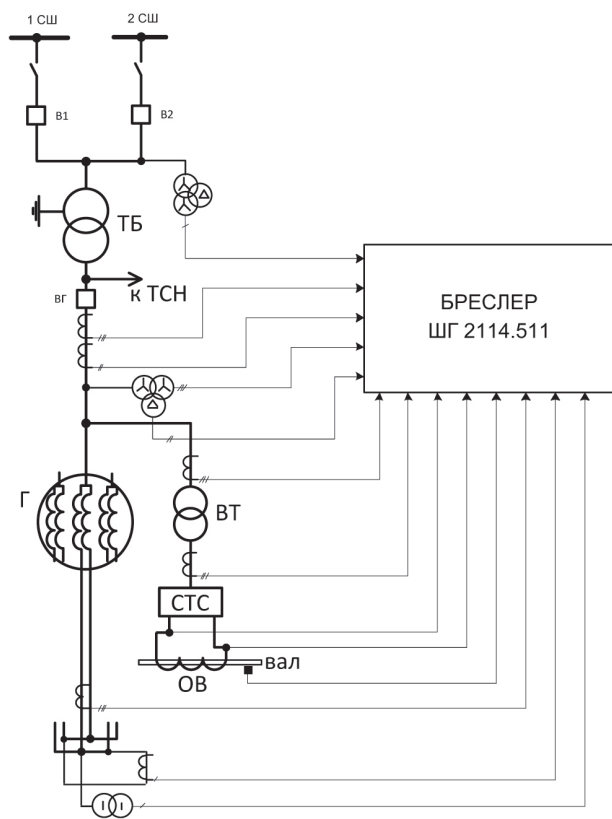 1 СШ
2 СШ
В1
В2
ТБ
к ТСН
ВГ
БРЕСЛЕР
ШГ 2114.511
Г
ВТ
СТС
вал
ОВ